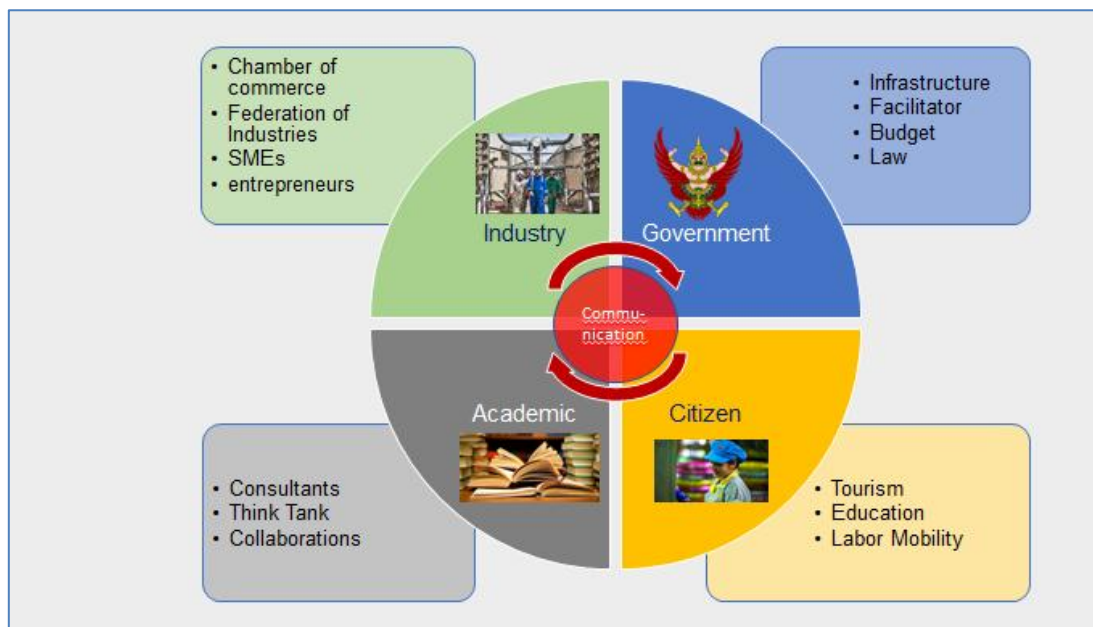 • Chamber of
commerce
• Federation of
Industries
• SMEs
• entrepreneurs
• Infrastructure
• Facilitator
• Budget
• Law
Industry
Government
Commu-
nication
Academic
Citizen
• Consultants
• Think Tank
• Collaborations
• Tourism
• Education
• Labor Mobility